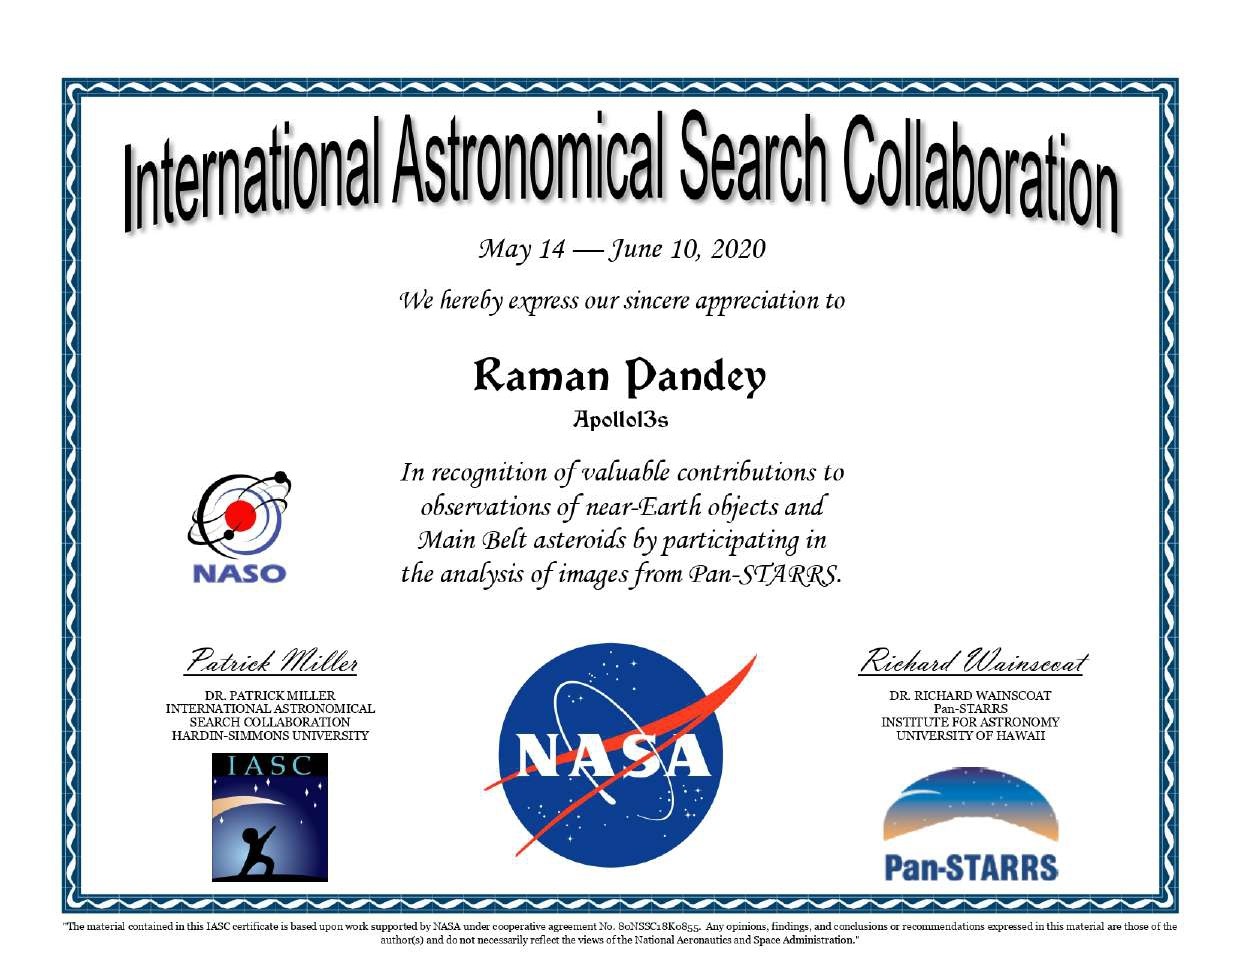 International Astronomical Search Collaboration
May 14 — June 10, 2020
We hereby express our sincere appreciation to
Raman Pandey
Apollo13s
In recognition of valuable contributions to
observations of near-Earth objects and
Main Belt asteroids by participating in
the analysis of images from Pan-STARRS.
NASO
Patrick Miller
DR. PATRICK MILLER
INTERNATIONAL ASTRONOMICAL
SEARCH COLLABORATION
HARDIN-SIMMONS UNIVERSITY
IASC
NASA
Richard Wainscoat
DR. RICHARD WAINSCOAT
Pan-STARRS
INSTITUTE FOR ASTRONOMY
UNIVERSITY OF HAWAII
Pan-STARRS
"The material contained in this IASC certificate is based upon work supported by NASA under cooperative agreement No. 80NSSC18K0855. Any opinions, findings, and conclusions or recommendations expressed in this material are those of the
author(s) and do not necessarily reflect the views of the National Aeronautics and Space Administration."